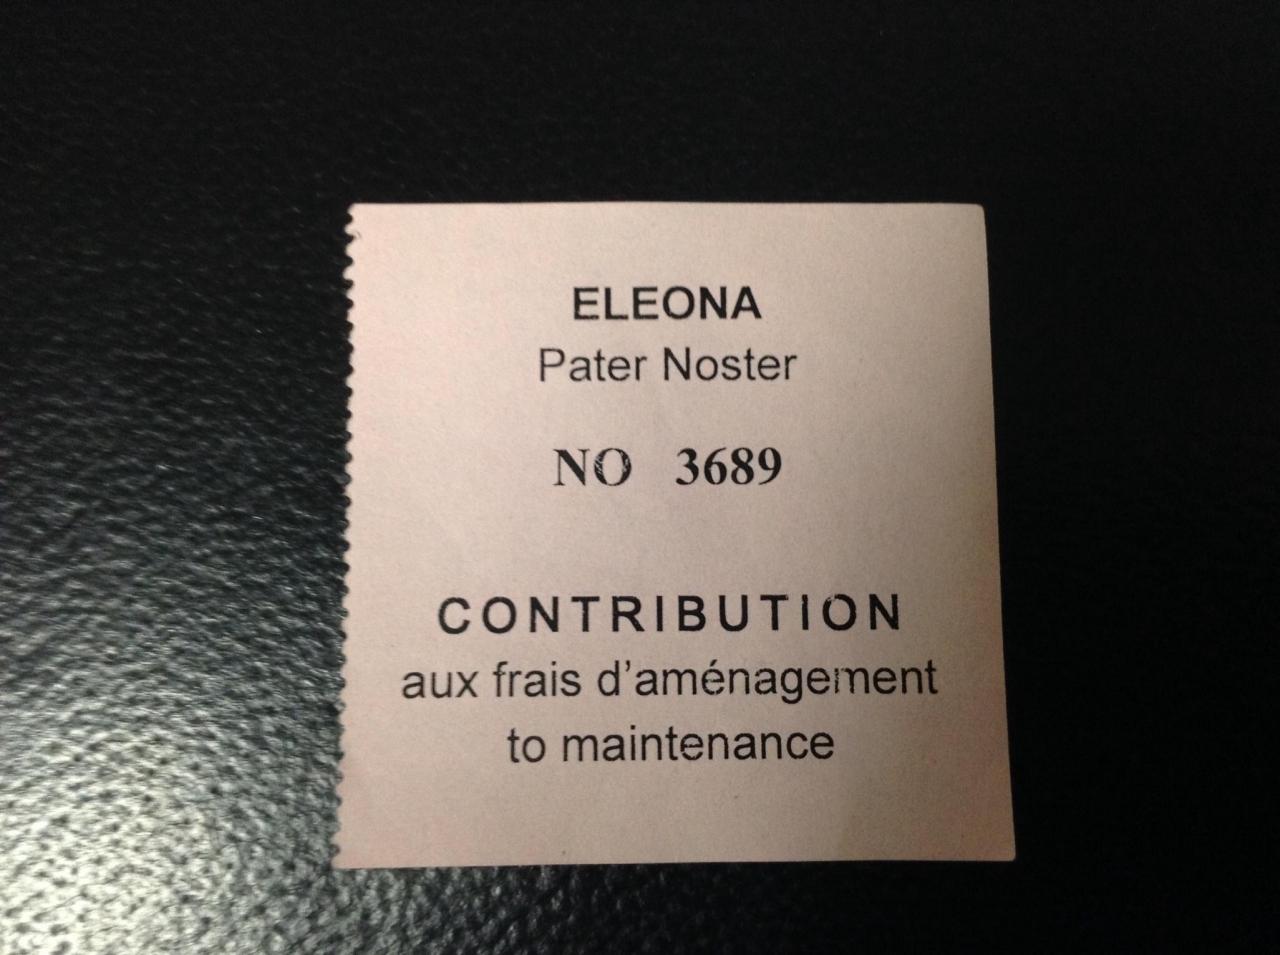 ELEONA
Pater Noster
NO 3689
CONTRIBUTION
aux frais d'aménagement
to maintenance